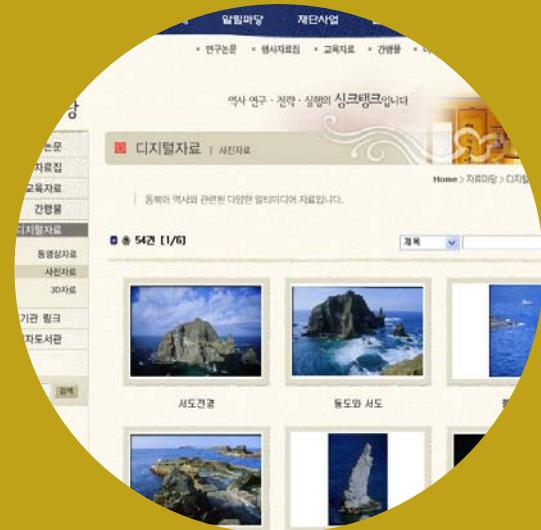 알림마당 재단사업
연구논문 행사자료집 교육자료 간행물
역사 연구·전략·실행의 싱크탱크입니다
당
논문
자료집
교육자료
간행물
디지털자료
동영상자료
사진자료
3D자료
기관 링크
자도서관
검색
디지털자료 | 사진자료
Home > 자료마당 > 디지털
동북아 역사와 관련된 다양한 멀티미디어 자료입니다.
총 54건 [1/6]
제목
서도전경
동도와 서도